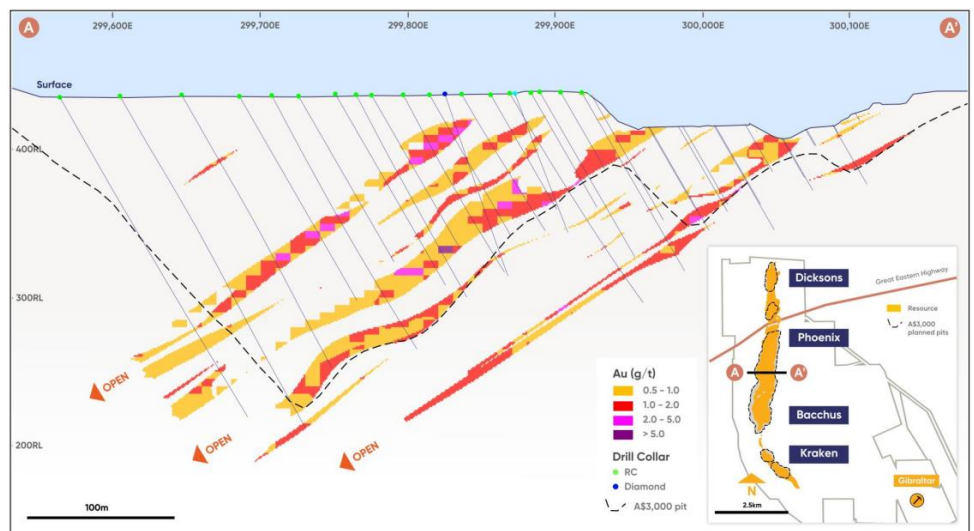 A
299,600E
299,700E
299,800E
299,900E
300,000E
300,100E
A'
Surface
400RL
300RL
200RL
OPEN
OPEN
OPEN
100m
Au (g/t)
0.5 - 1.0
1.0 - 2.0
2.0 - 5.0
> 5.0
Drill Collar
RC
Diamond
A$3,000 pit
Dicksons
Great Eastern Highway
Resource
A$3,000
planned pits
Phoenix
A
A'
Bacchus
Kraken
N
2.5km
Gibraltar